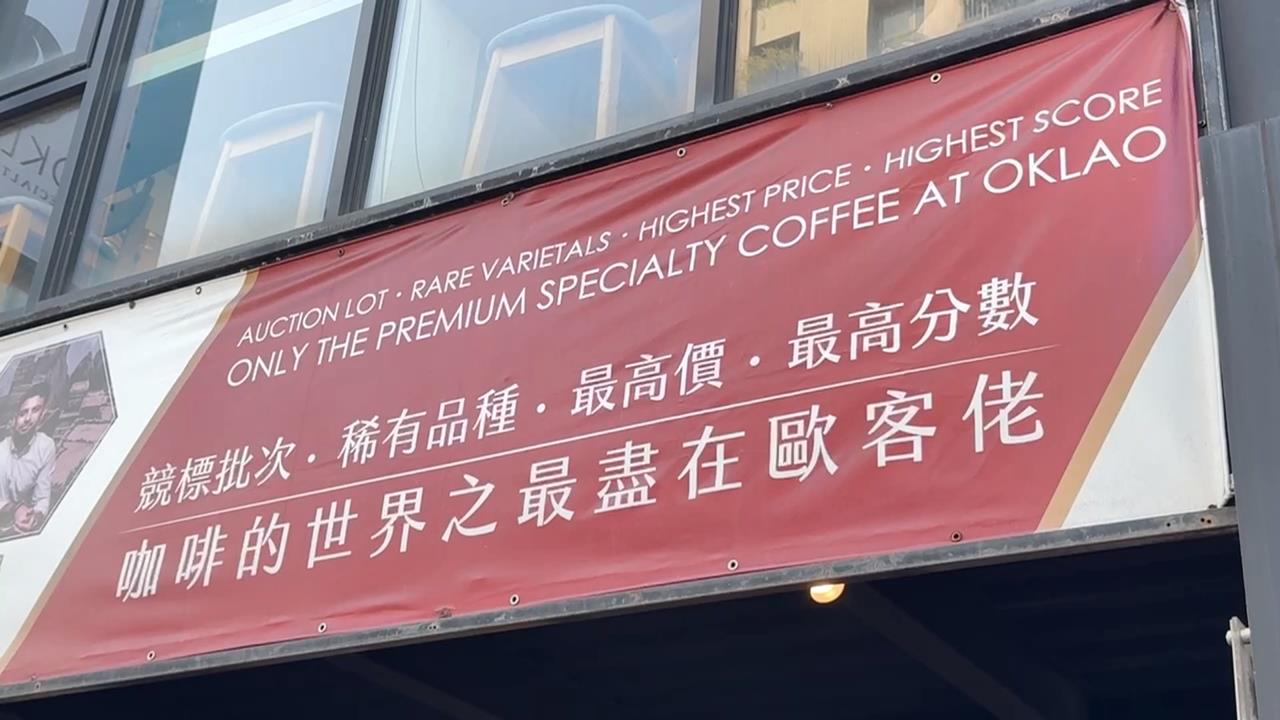 AUCTION LOT · RARE VARIETALS · HIGHEST PRICE · HIGHEST SCORE
ONLY THE PREMIUM SPECIALTY COFFEE AT OKLAO
競標批次 · 稀有品種 · 最高價 · 最高分數
咖啡的世界之最盡在歐客佬